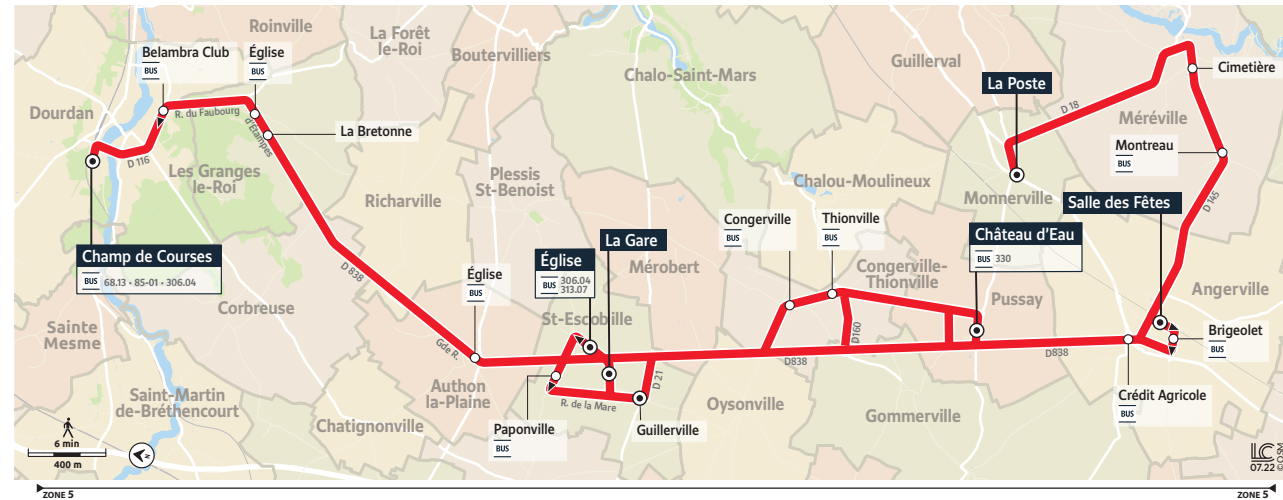 Roinville
La Forêt
le-Roi
Boutervilliers
Chalo-Saint-Mars
Guillerval
Belambra Club
BUS
Église
BUS
Cimetière
La Poste
Dourdan
R. du Faubourg
d'Étampes
La Bretonne
D 116
D 18
Méréville
Les Granges
le-Roi
Plessis
St-Benoist
Richarville
Chalou-Moulineux
Monnerville
Montreau
BUS
D 145
Salle des Fêtes
Champ de Courses
BUS 68.13 • 85-01 • 306.04
D 838
Corbreuse
Église
BUS
Église
BUS 306.04
313.07
La Gare
Mérobert
Congerville
BUS
Thionville
BUS
Congerville-
Thionville
Château d'Eau
BUS 330
Pussay
Angerville
Sainte
Mesme
Gde R.
St-Escobille
D160
D838
D838
Brigeolet
BUS
Saint-Martin
de-Bréthencourt
Authon
la-Plaine
Chatignonville
R. de la Mare
D 21
Paponville
BUS
Guillerville
Oysonville
Gommerville
Crédit Agricole
BUS
6 min
400 m
N
LC
07.22
© OSM
ZONE 5
ZONE 5